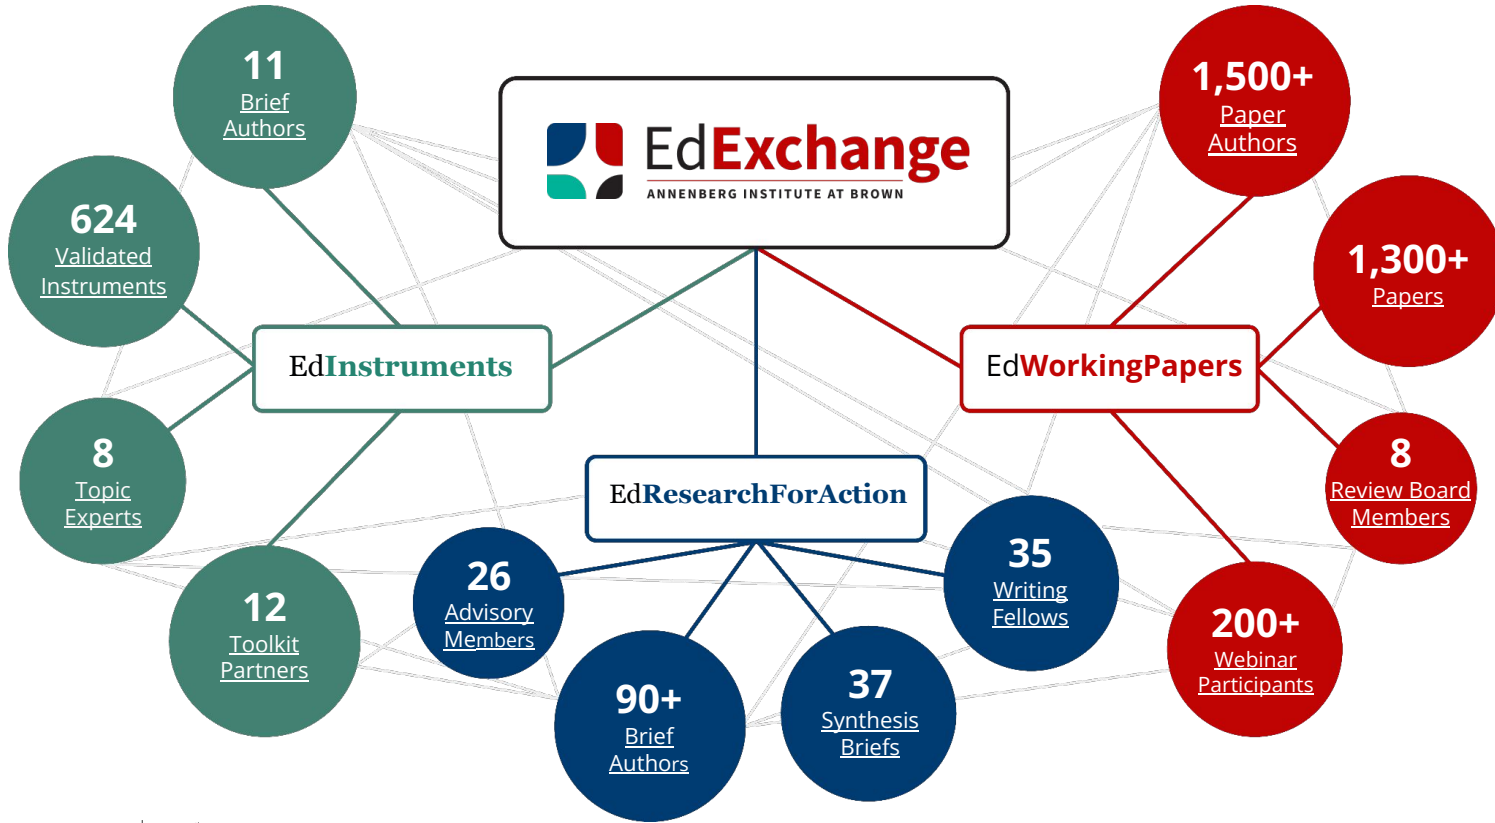 11
Brief
Authors
624
Validated
Instruments
8
Topic
Experts
12
Toolkit
Partners
EdExchange
ANNENBERG INSTITUTE AT BROWN
EdInstruments
EdResearchForAction
EdWorkingPapers
26
Advisory
Members
90+
Brief
Authors
37
Synthesis
Briefs
35
Writing
Fellows
1,500+
Paper
Authors
1,300+
Papers
8
Review Board
Members
200+
Webinar
Participants